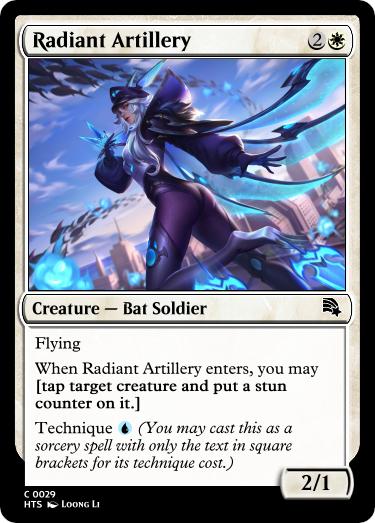 Radiant Artillery 2
Creature — Bat Soldier
Flying
When Radiant Artillery enters, you may
[tap target creature and put a stun
counter on it.]
Technique (You may cast this as a
sorcery spell with only the text in square
brackets for its technique cost.)
2/1
C 0029
HTS Loong Li